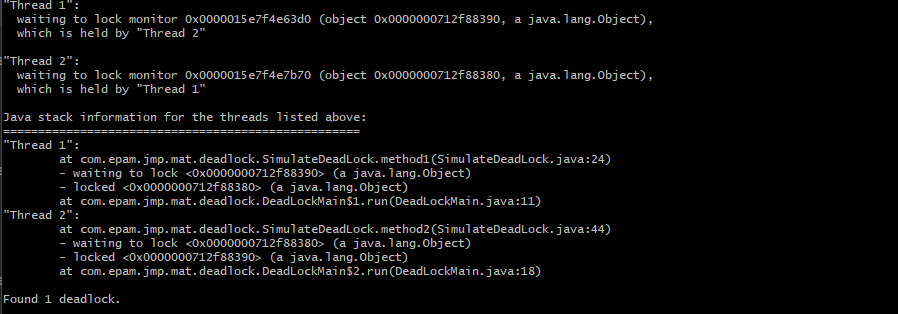 "Thread 1":
  waiting to lock monitor 0x0000015e7f4e63d0 (object 0x0000000712f88390, a java.lang.Object),
  which is held by "Thread 2"
"Thread 2":
  waiting to lock monitor 0x0000015e7f4e7b70 (object 0x0000000712f88380, a java.lang.Object),
  which is held by "Thread 1"
Java stack information for the threads listed above:
===================================================
"Thread 1":
        at com.epam.jmp.mat.deadlock.SimulateDeadLock.method1(SimulateDeadLock.java:24)
        - waiting to lock <0x0000000712f88390> (a java.lang.Object)
        - locked <0x0000000712f88380> (a java.lang.Object)
        at com.epam.jmp.mat.deadlock.DeadLockMain$1.run(DeadLockMain.java:11)
"Thread 2":
        at com.epam.jmp.mat.deadlock.SimulateDeadLock.method2(SimulateDeadLock.java:44)
        - waiting to lock <0x0000000712f88380> (a java.lang.Object)
        - locked <0x0000000712f88390> (a java.lang.Object)
        at com.epam.jmp.mat.deadlock.DeadLockMain$2.run(DeadLockMain.java:18)
Found 1 deadlock.